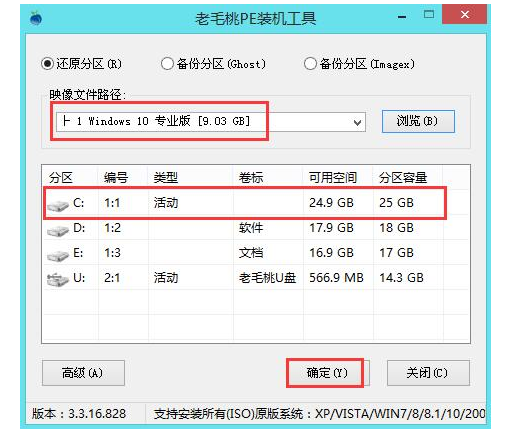 老毛桃PE装机工具
还原分区(R) 备份分区(Ghost) 备份分区(Imagex)
映像文件路径:
├ 1 Windows 10 专业版 [9.03 GB] 浏览(B)
分区 编号 类型 卷标 可用空间 分区容量
C: 1:1 活动 24.9 GB 25 GB
D: 1:2 软件 17.9 GB 18 GB
E: 1:3 文档 16.9 GB 17 GB
U: 2:1 活动 老毛桃U盘 566.9 MB 14.3 GB
高级(A) 确定(Y) 关闭(C)
版本：3.3.16.828 支持安装所有(ISO)原版系统：XP/VISTA/WIN7/8/8.1/10/200